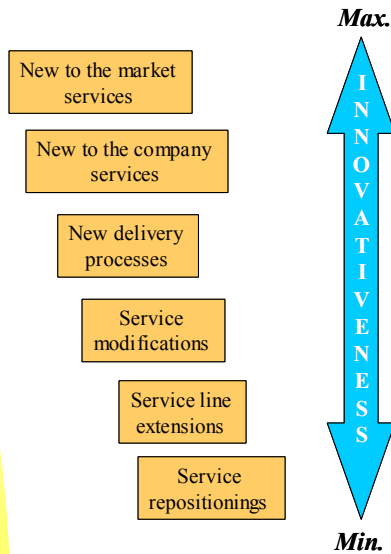 Max.
New to the market
services
New to the company
services
New delivery
processes
Service
modifications
Service line
extensions
Service
repositionings
INNOVATIVENESS
Min.